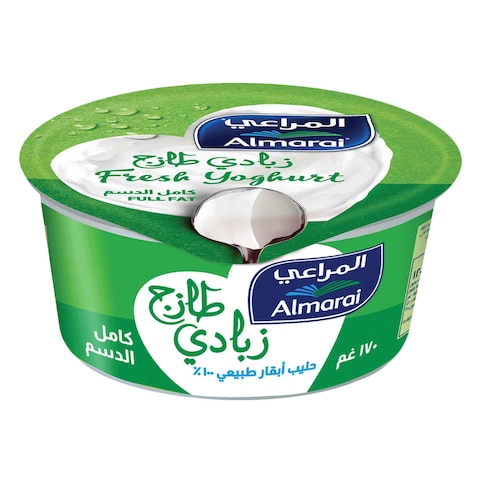 المراعي
Almarai
زبادي طازج
Fresh Yoghurt
كامل الدسم
FULL FAT
المراعي
Almarai
طازج
زبادي
كامل
الدسم
حليب أبقار طبيعي ١٠٠٪
١٧٠ غم